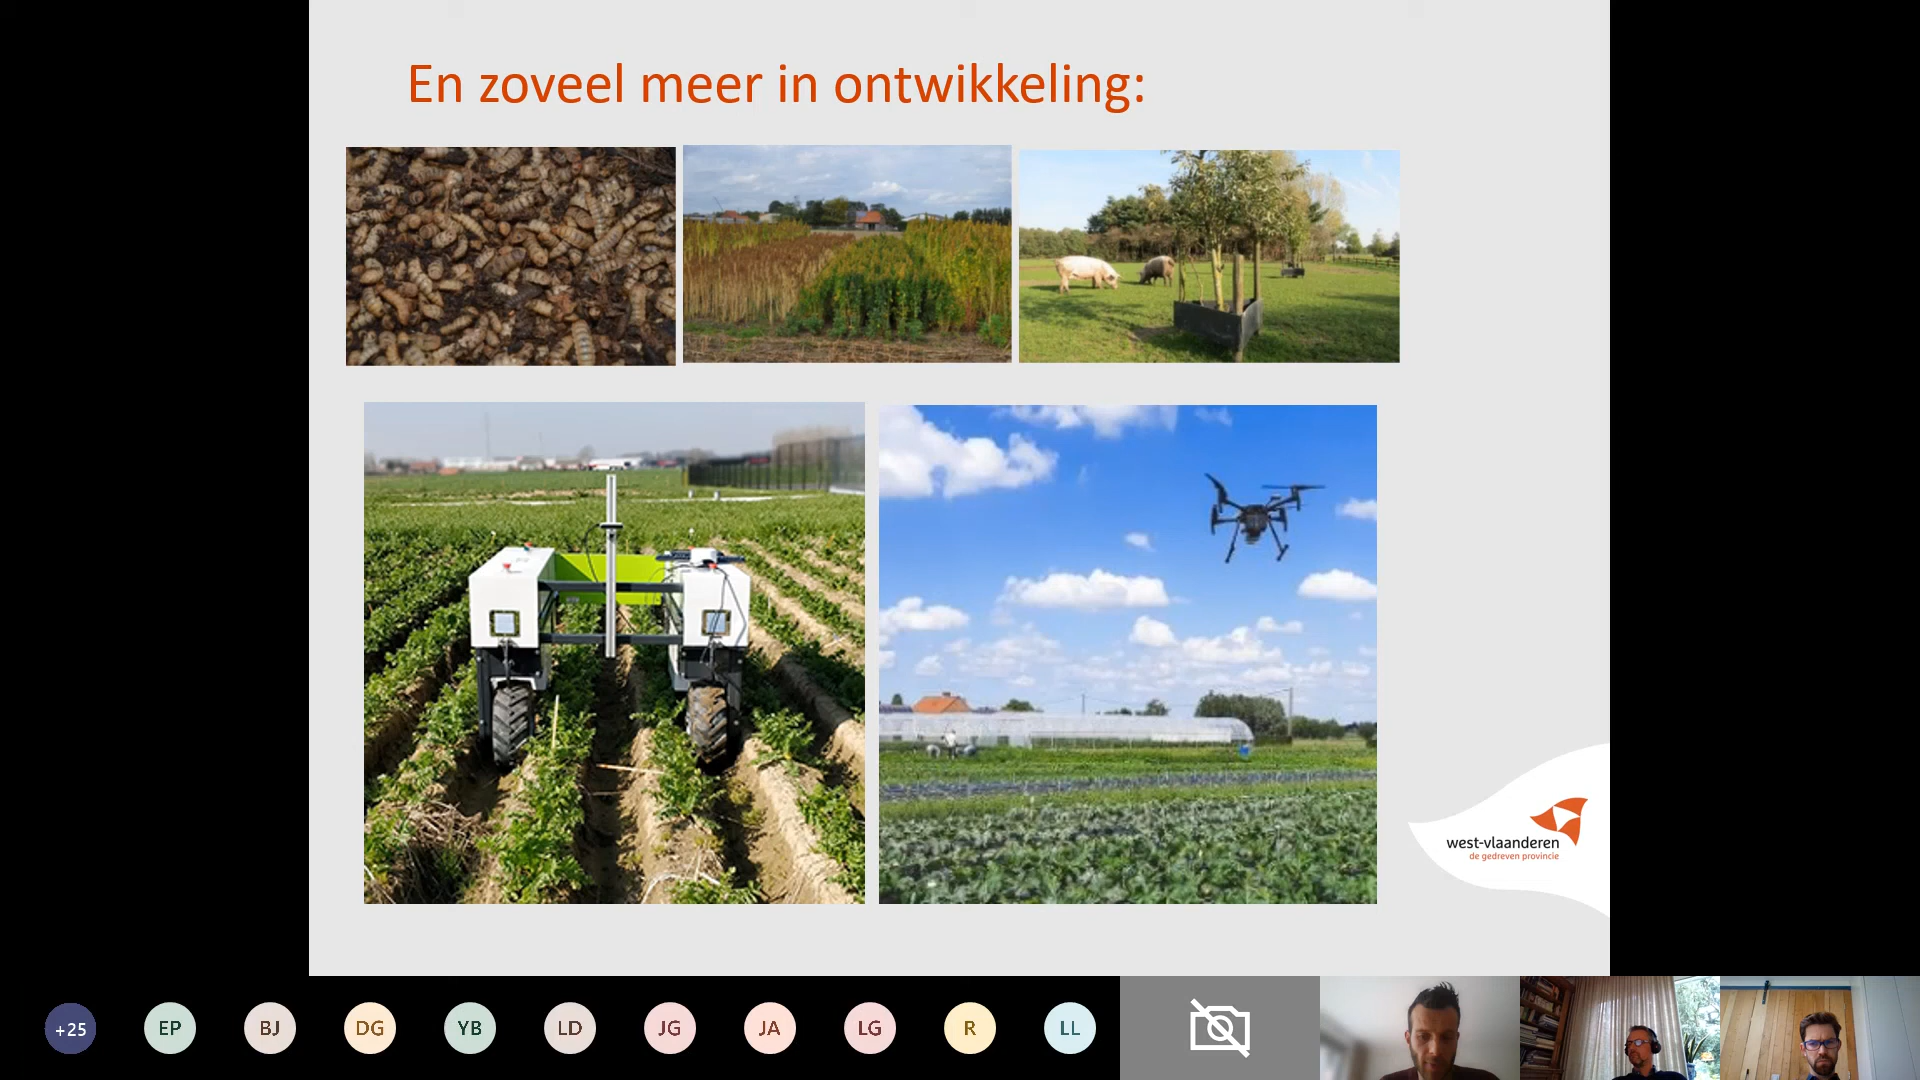 En zoveel meer in ontwikkeling:
west-vlaanderen
de gedreven provincie
+25
EP
BJ
DG
YB
LD
JG
JA
LG
R
LL